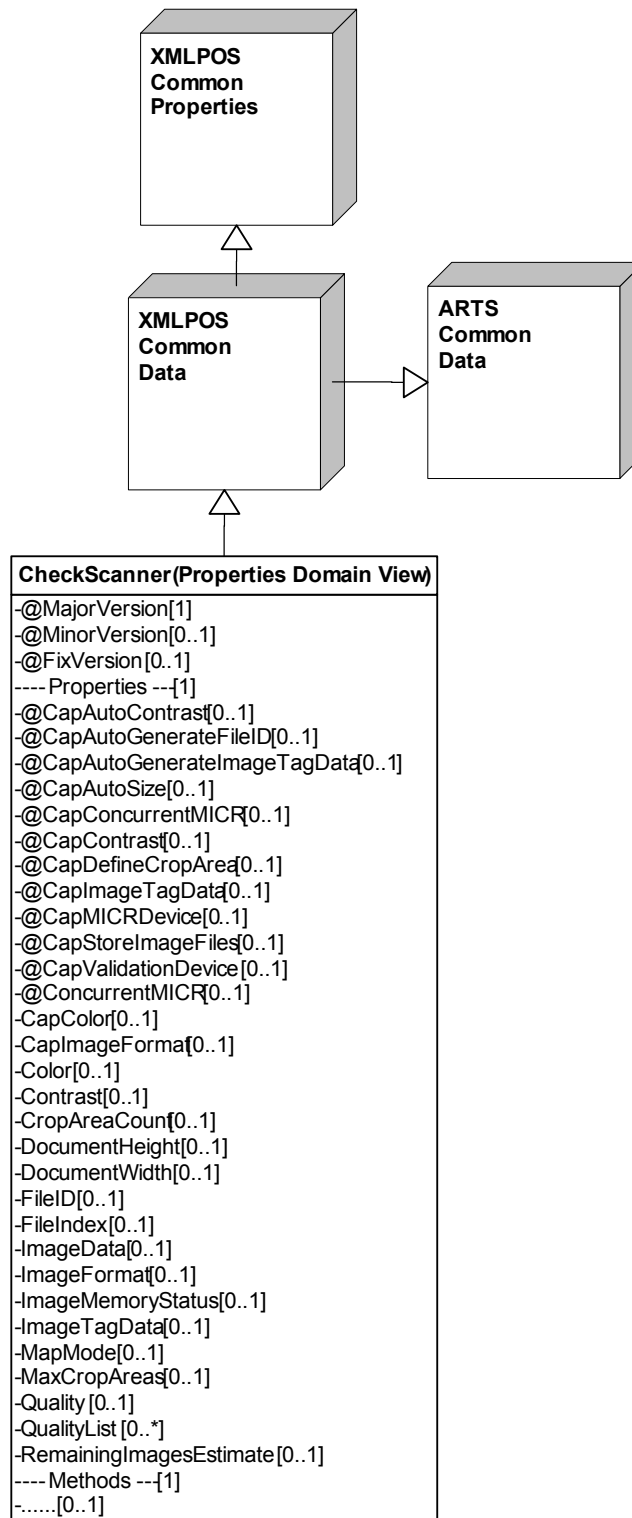 XMLPOS
Common
Properties
XMLPOS
Common
Data
ARTS
Common
Data
CheckScanner(Properties Domain View)
-@MajorVersion[1]
-@MinorVersion[0..1]
-@FixVersion[0..1]
---- Properties ---[1]
-@CapAutoContrast[0..1]
-@CapAutoGenerateFileID[0..1]
-@CapAutoGenerateImageTagData[0..1]
-@CapAutoSize[0..1]
-@CapConcurrentMICR[0..1]
-@CapContrast[0..1]
-@CapDefineCropArea[0..1]
-@CapImageTagData[0..1]
-@CapMICRDevice[0..1]
-@CapStoreImageFiles[0..1]
-@CapValidationDevice[0..1]
-@ConcurrentMICR[0..1]
-CapColor[0..1]
-CapImageFormat[0..1]
-Color[0..1]
-Contrast[0..1]
-CropAreaCount[0..1]
-DocumentHeight[0..1]
-DocumentWidth[0..1]
-FileID[0..1]
-FileIndex[0..1]
-ImageData[0..1]
-ImageFormat[0..1]
-ImageMemoryStatus[0..1]
-ImageTagData[0..1]
-MapMode[0..1]
-MaxCropAreas[0..1]
-Quality[0..1]
-QualityList[0..*]
-RemainingImagesEstimate[0..1]
---- Methods ---[1]
-......[0..1]